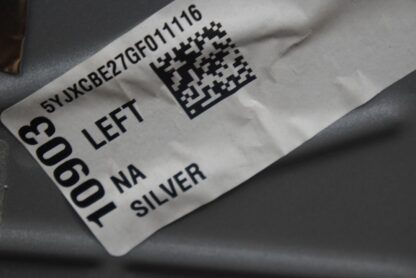 5YJXCBE27GF011116
10903
LEFT
NA
SILVER